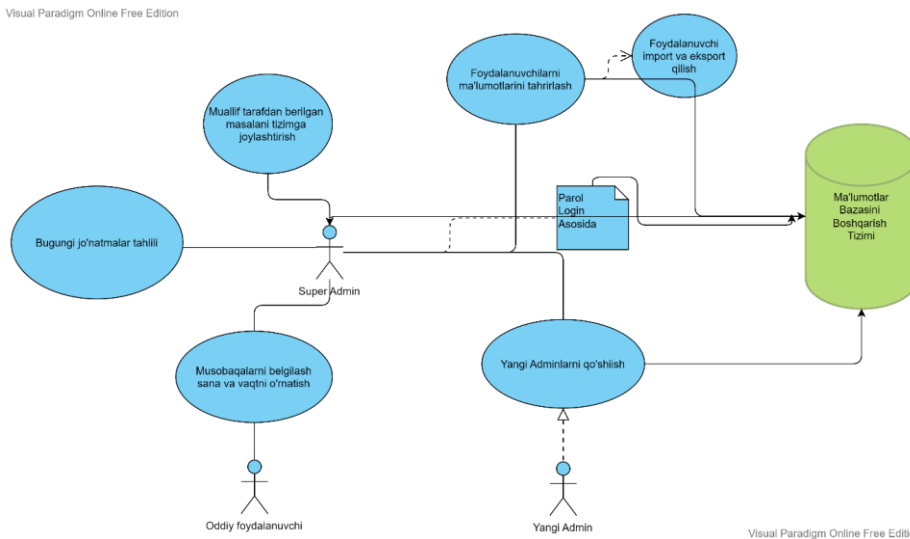 Visual Paradigm Online Free Edition
Foydalanuvchi
import va eksport
qilish
Foydalanuvchilarni
ma'lumotlarini tahrirlash
Muallif tarafdan berilgan
masalani tizimga
joylashtirish
Parol
Login
Asosida
Ma'lumotlar
Bazasini
Boshqarish
Tizimi
Bugungi jo'natmalar tahlili
Super Admin
Musobaqalarni belgilash
sana va vaqtni o'rnatish
Yangi Adminlarni qo'shiish
Oddiy foydalanuvchi
Yangi Admin
Visual Paradigm Online Free Editio